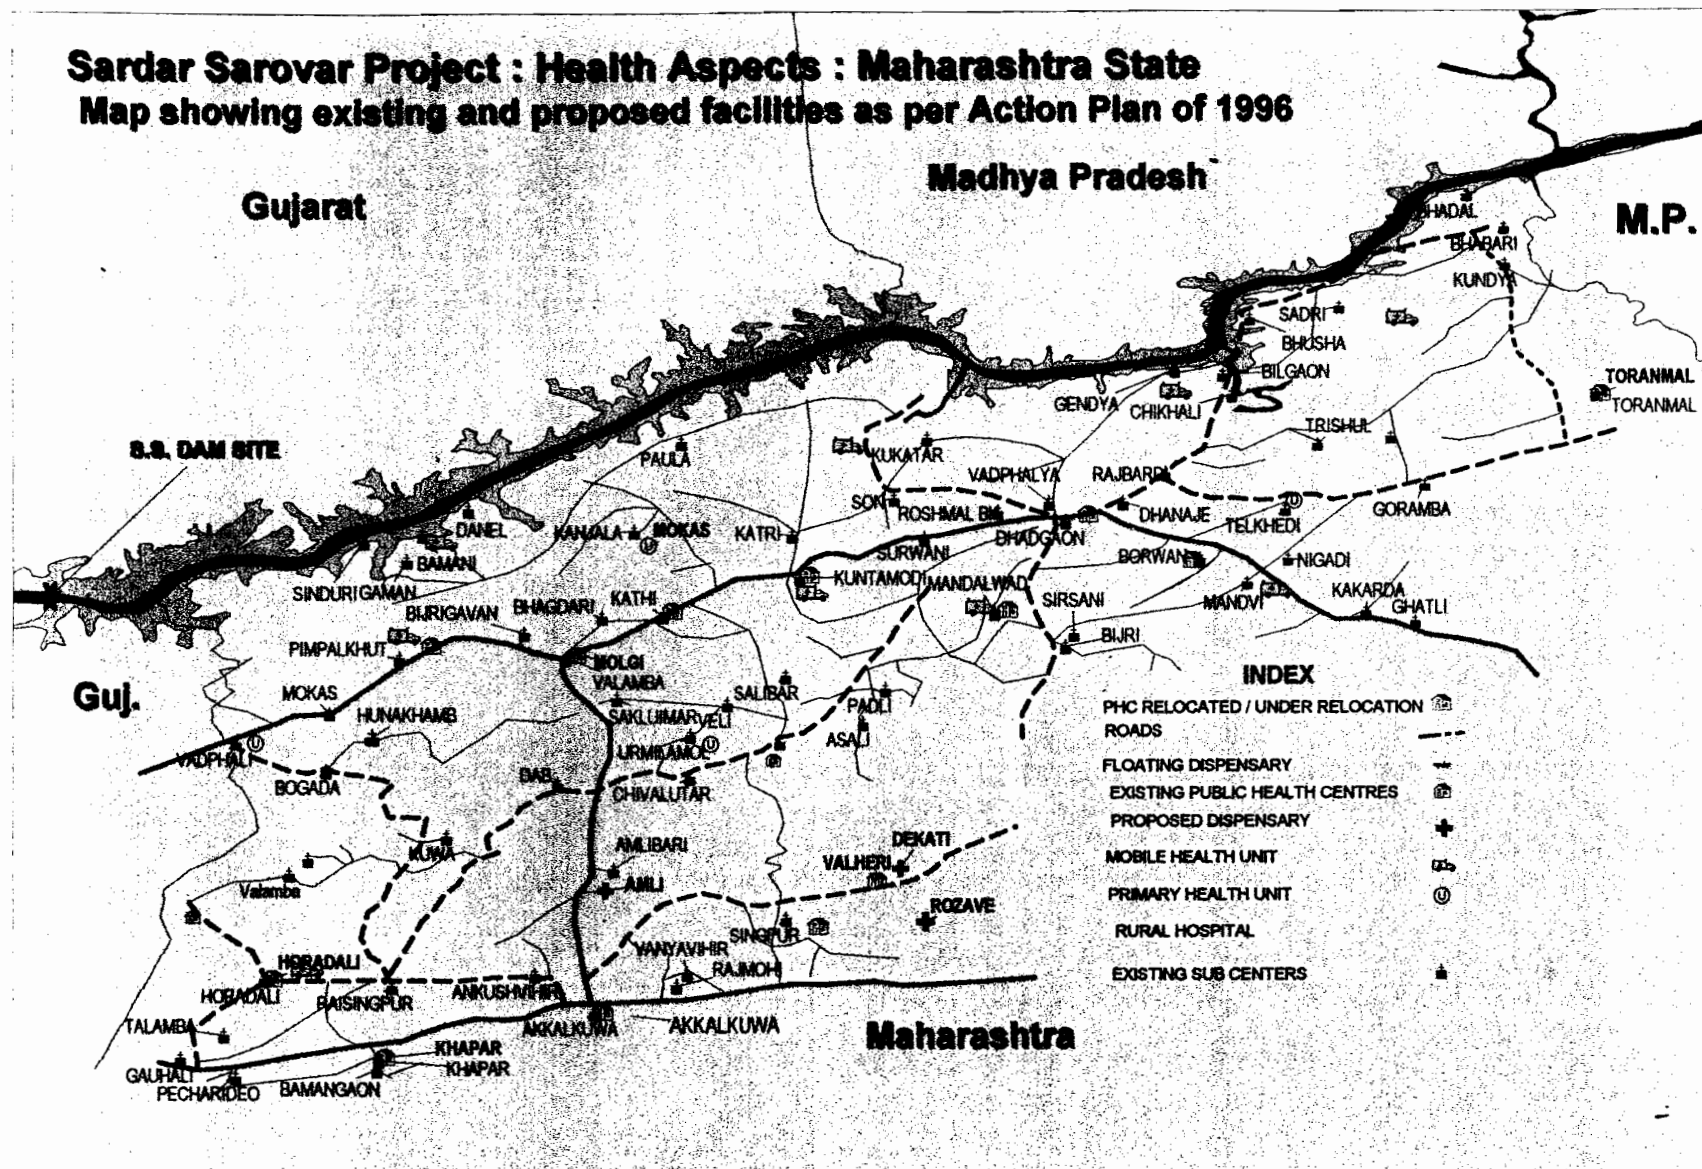 Sardar Sarovar Project : Health Aspects : Maharashtra State
Map showing existing and proposed facilities as per Action Plan of 1996
Madhya Pradesh
Gujarat
M.P.
BHABARI
KUNDYA
SADRI
BHUSHA
BILGAON
TORANMAL
TORANMAL
GENDYA
CHIKHALI
TRISHUL
S.S. DAM SITE
PAULA
KUKATAR
VADPHALYA
RAJBARDI
SON
ROSHMAL BK
DHANAJE
TELKHEDI
GORAMBA
DANEL
KANJALA
MOKAS
KATRI
SURWANI
DHADGAON
BORWAN
NIGADI
BAMANI
SINDURI
GAMAN
KUNTAMODI
MANDALWAD
SIRSANI
MANDVI
KAKARDA
GHATLI
BIJRIGAVAN
BHAGDARI
KATHI
BIJRI
PIMPALKHUT
MOLGI
VALAMBA
INDEX
Guj.
MOKAS
HUNAKHAMB
SALIBAR
PADLI
SAKLUIMAR
VELI
ASALI
URMILAMOL
PHC RELOCATED / UNDER RELOCATION
ROADS
VADPHALI
BOGADA
DAB
CHIVALUTAR
FLOATING DISPENSARY
EXISTING PUBLIC HEALTH CENTRES
PROPOSED DISPENSARY
KUWA
AMLIBARI
DEKATI
VALHERI
MOBILE HEALTH UNIT
Valamba
AMLI
ROZAVE
PRIMARY HEALTH UNIT
SINGPUR
VANYAVIHIR
RURAL HOSPITAL
HORADALI
RAJMOHI
EXISTING SUB CENTERS
HORADALI
RAISINGPUR
ANKUSHVIHIR
TALAMBA
AKKALKUWA
AKKALKUWA
Maharashtra
KHAPAR
KHAPAR
GAUHALI
PECHARIDEO
BAMANGAON